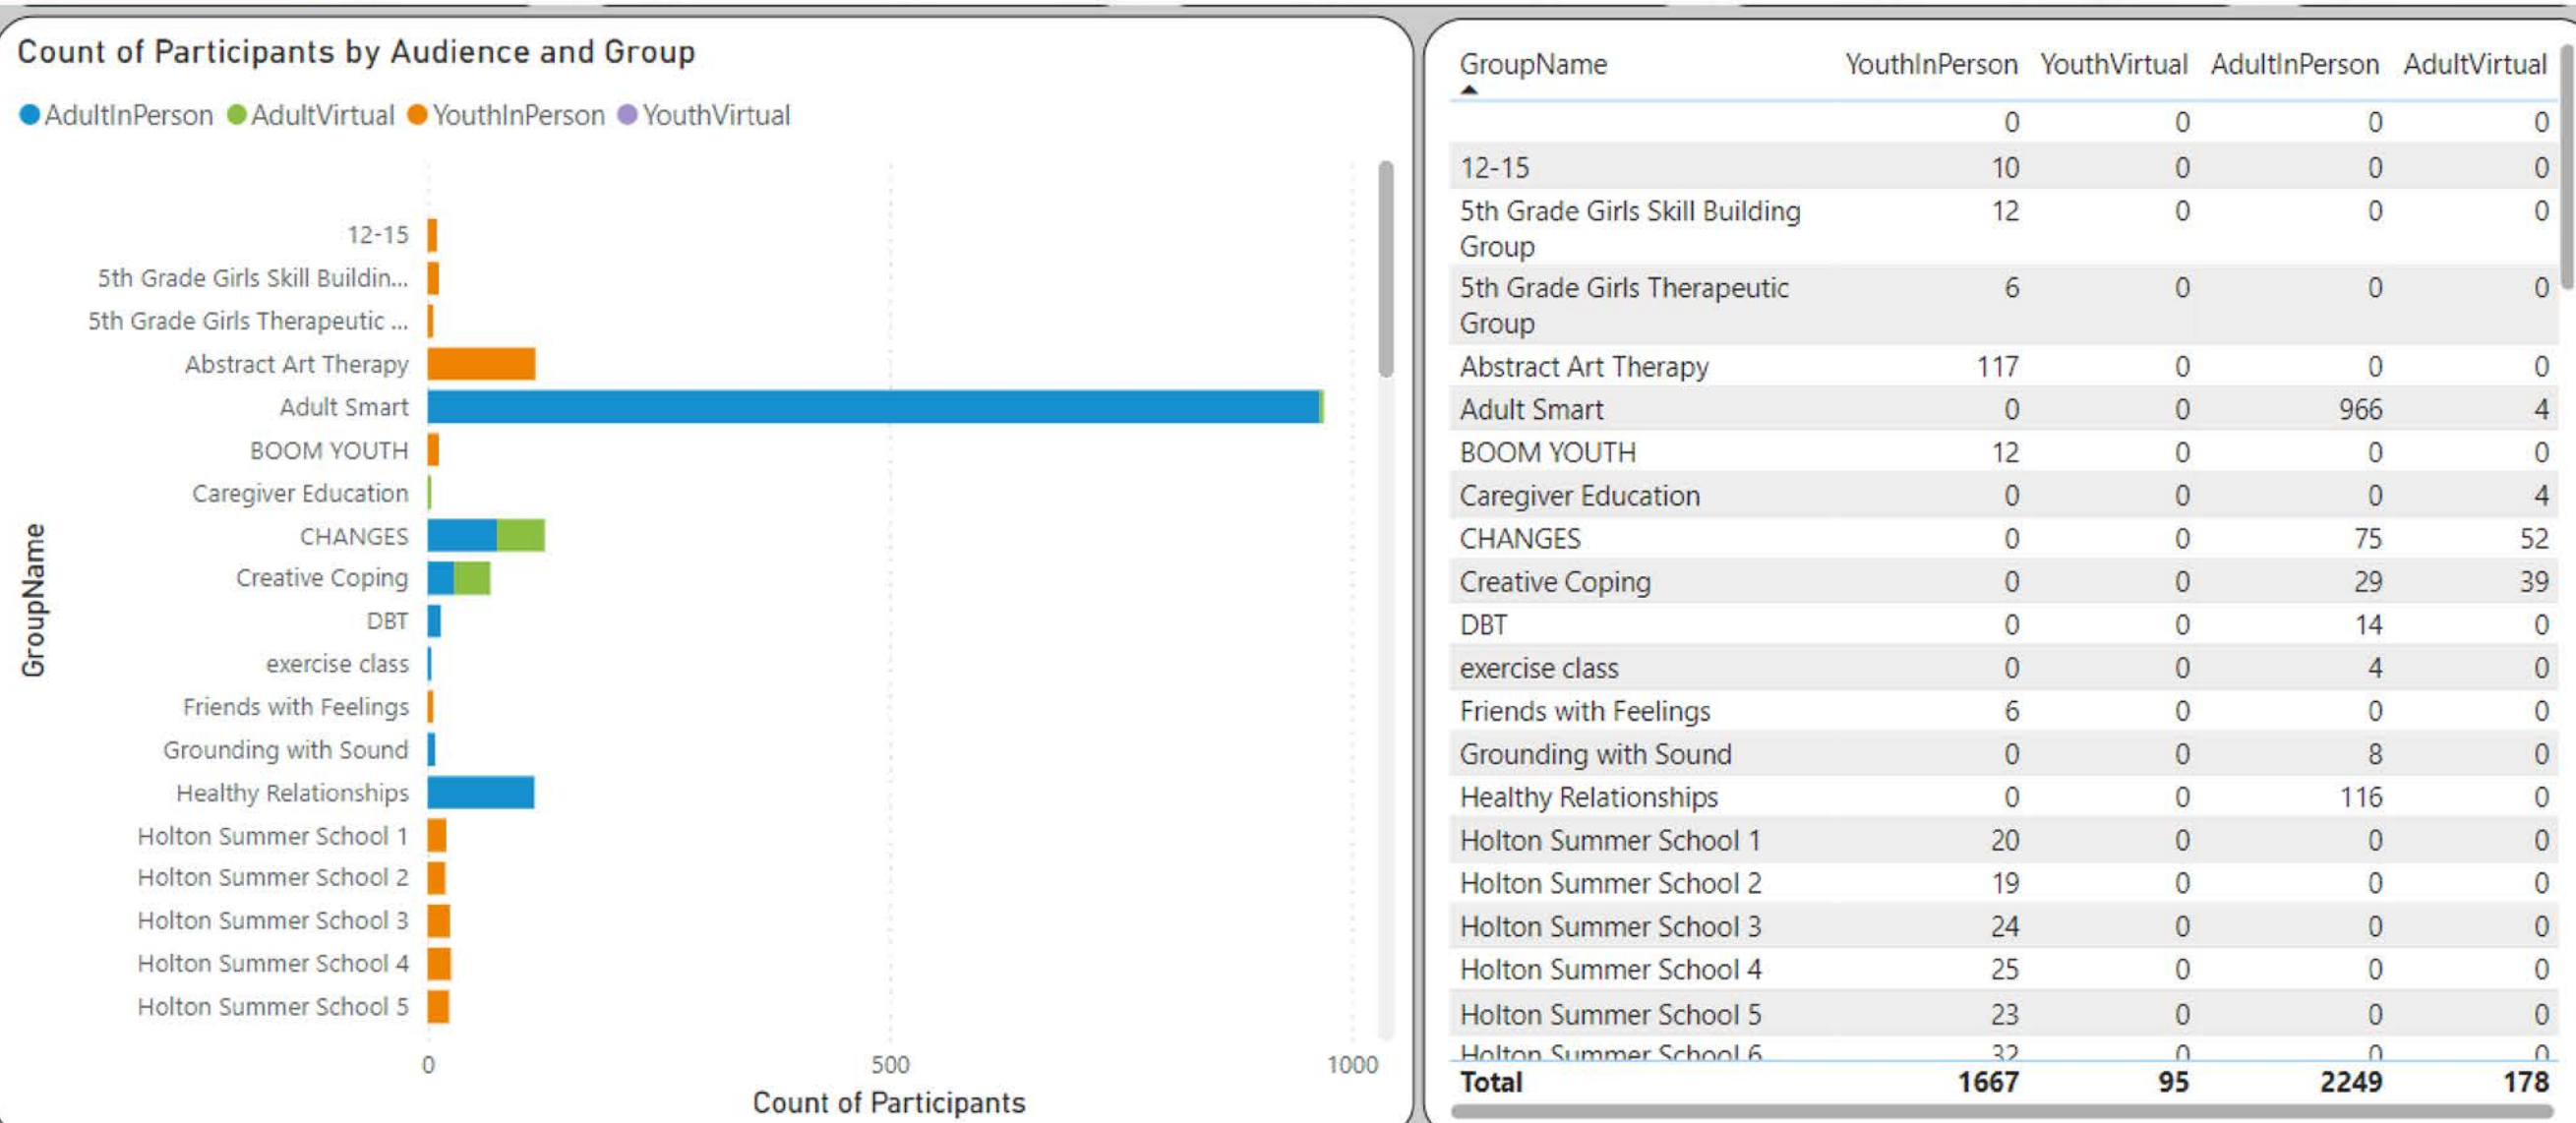 Count of Participants by Audience and Group
AdultInPerson AdultVirtual YouthInPerson YouthVirtual
GroupName
12-15
5th Grade Girls Skill Buildin...
5th Grade Girls Therapeutic ...
Abstract Art Therapy
Adult Smart
BOOM YOUTH
Caregiver Education
CHANGES
Creative Coping
DBT
exercise class
Friends with Feelings
Grounding with Sound
Healthy Relationships
Holton Summer School 1
Holton Summer School 2
Holton Summer School 3
Holton Summer School 4
Holton Summer School 5
0 500 1000
Count of Participants
GroupName YouthInPerson YouthVirtual AdultInPerson AdultVirtual
0 0 0 0
12-15 10 0 0 0
5th Grade Girls Skill Building 12 0 0 0
Group
5th Grade Girls Therapeutic 6 0 0 0
Group
Abstract Art Therapy 117 0 0 0
Adult Smart 0 0 966 4
BOOM YOUTH 12 0 0 0
Caregiver Education 0 0 0 4
CHANGES 0 0 75 52
Creative Coping 0 0 29 39
DBT 0 0 14 0
exercise class 0 0 4 0
Friends with Feelings 6 0 0 0
Grounding with Sound 0 0 8 0
Healthy Relationships 0 0 116 0
Holton Summer School 1 20 0 0 0
Holton Summer School 2 19 0 0 0
Holton Summer School 3 24 0 0 0
Holton Summer School 4 25 0 0 0
Holton Summer School 5 23 0 0 0
Holton Summer School 6 32 0 0 0
Total 1667 95 2249 178